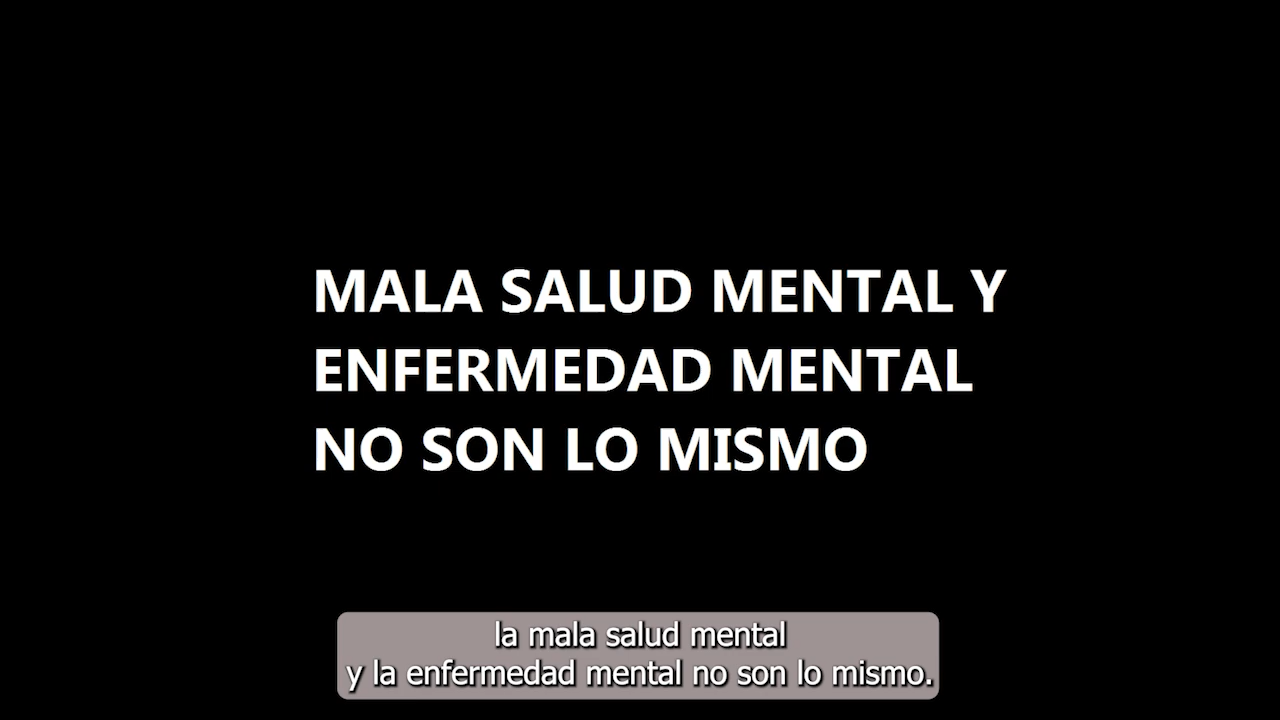 MALA SALUD MENTAL Y
ENFERMEDAD MENTAL
NO SON LO MISMO
la mala salud mental
y la enfermedad mental no son lo mismo.